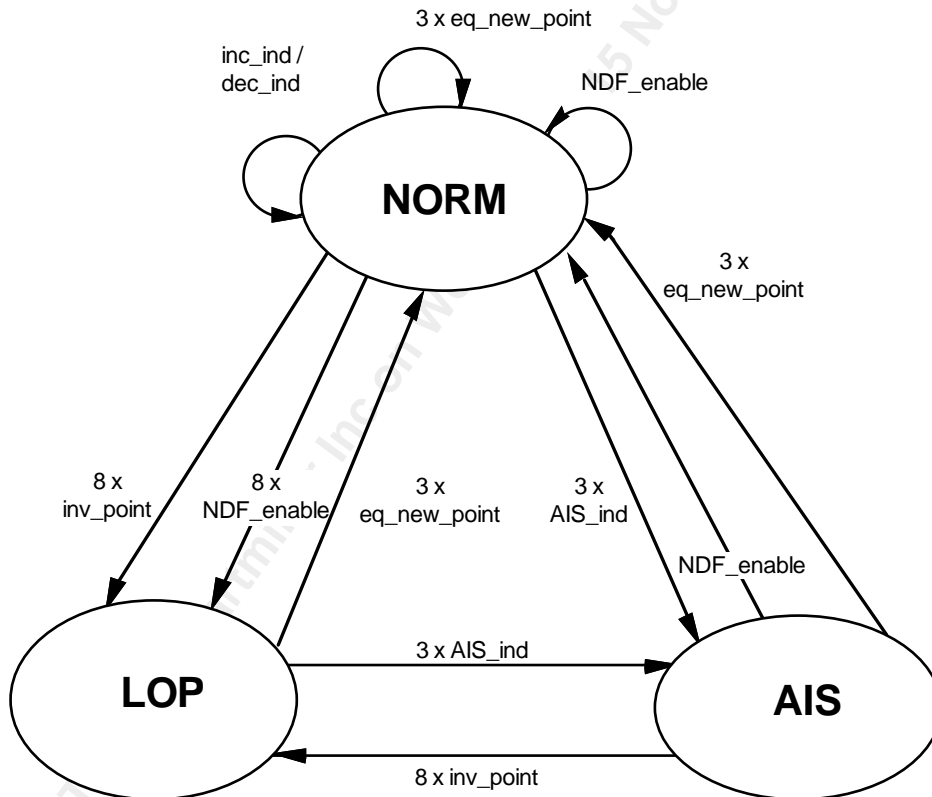 3 x eq_new_point
inc_ind /
dec_ind
NDF_enable
NORM
3 x
eq_new_point
8 x
inv_point
8 x
NDF_enable
3 x
eq_new_point
3 x
AIS_ind
NDF_enable
3 x AIS_ind
LOP
AIS
8 x inv_point